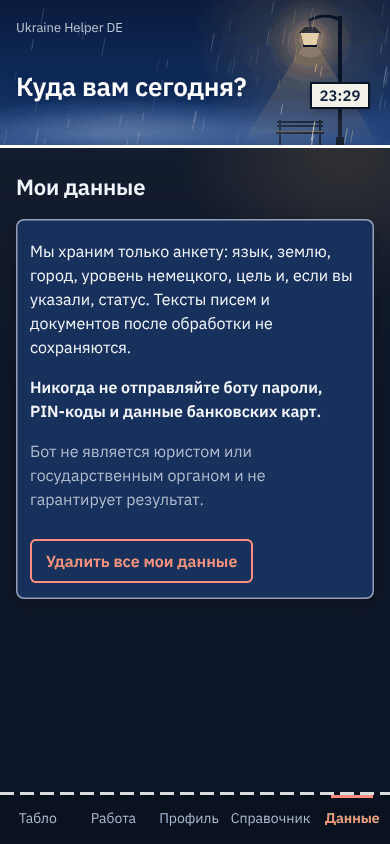 Ukraine Helper DE
Куда вам сегодня?
23:29
Мои данные
Мы храним только анкету: язык, землю,
город, уровень немецкого, цель и, если вы
указали, статус. Тексты писем и
документов после обработки не
сохраняются.
Никогда не отправляйте боту пароли,
PIN-коды и данные банковских карт.
Бот не является юристом или
государственным органом и не
гарантирует результат.
Удалить все мои данные
Табло Работа Профиль Справочник Данные